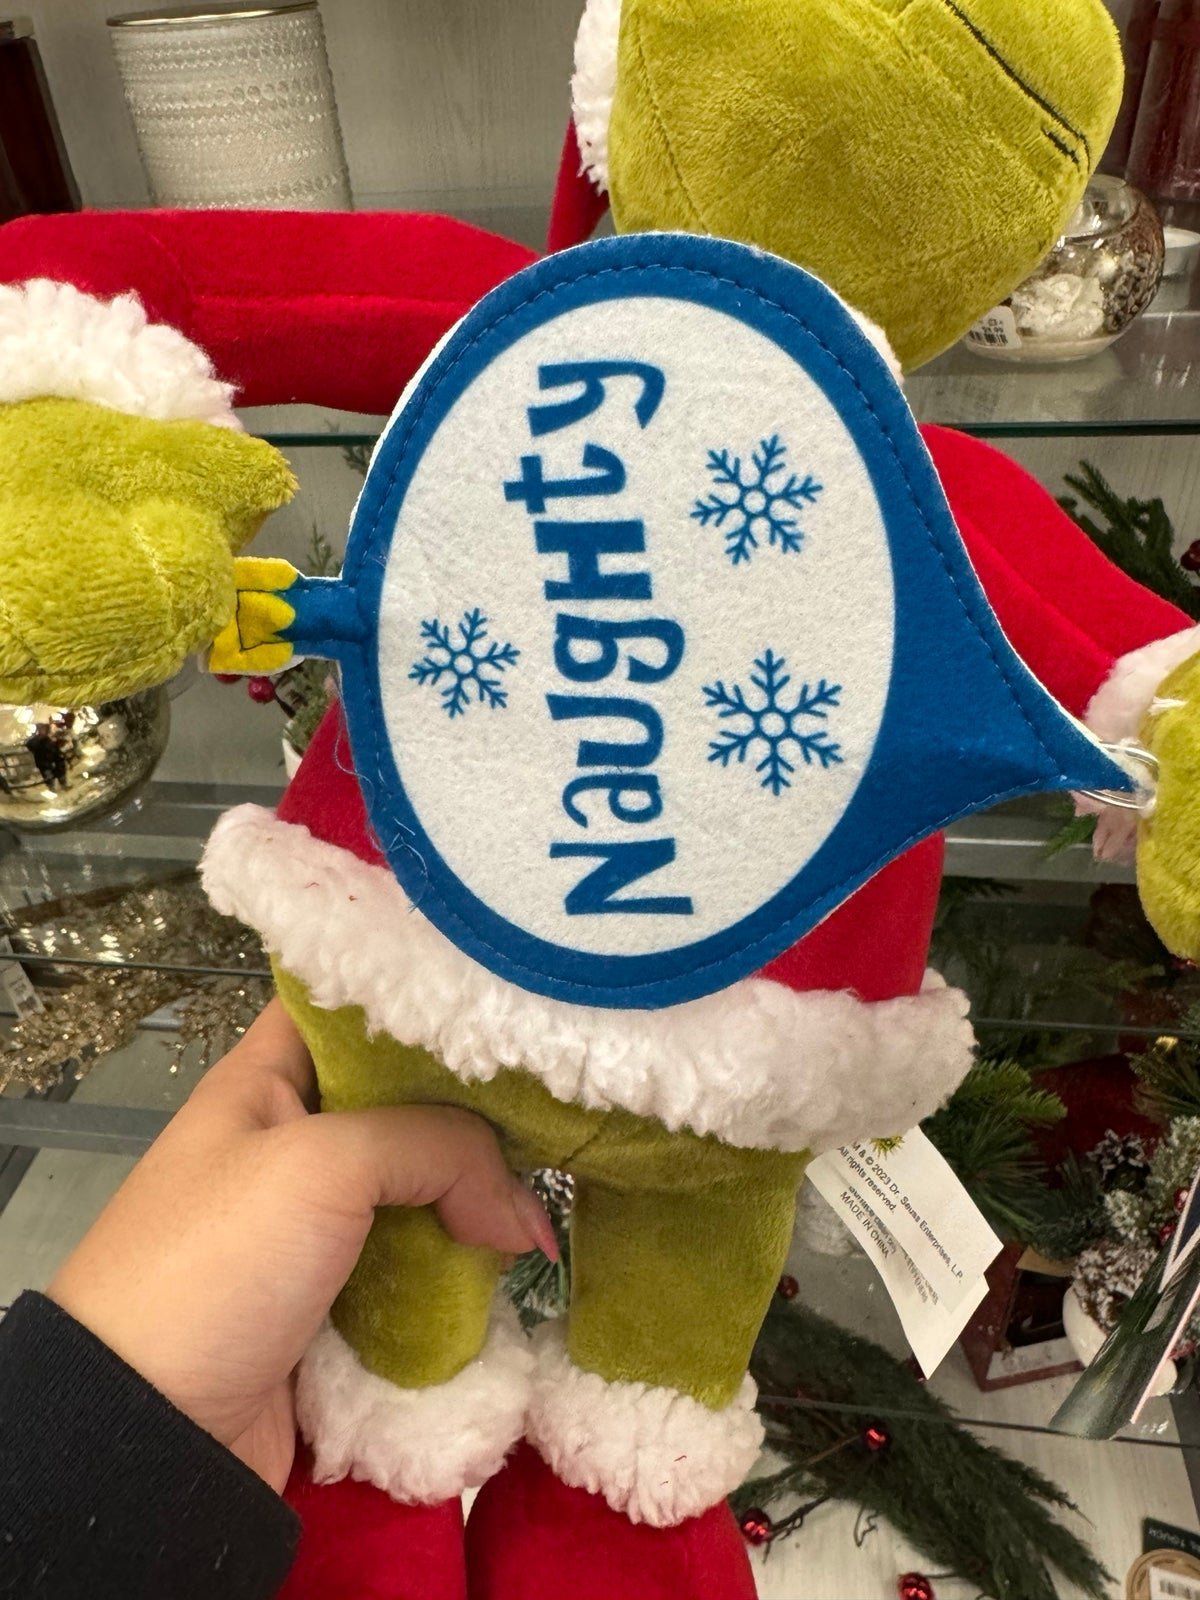 NaugHty
™ & © 2023 Dr. Seuss Enterprises, L.P.
All rights reserved.
MADE IN CHINA